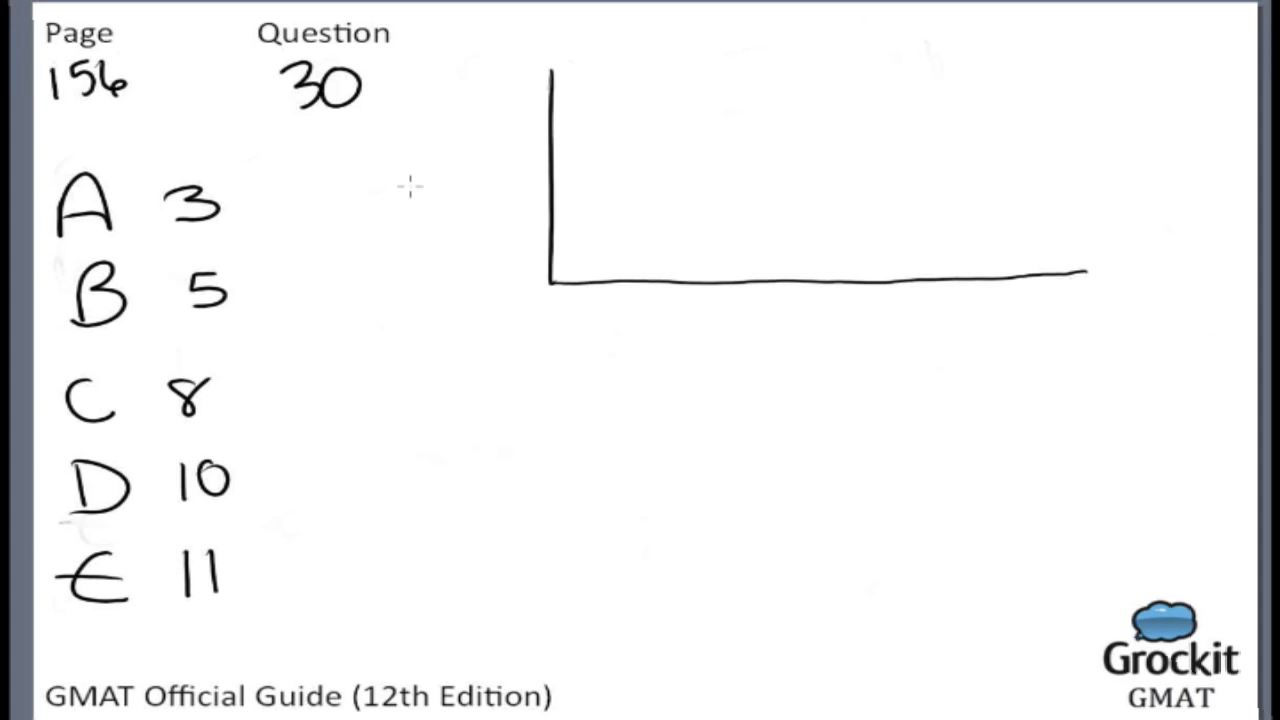 Page Question
156 30
A 3
B 5
C 8
D 10
E 11
Grockit
GMAT
GMAT Official Guide (12th Edition)